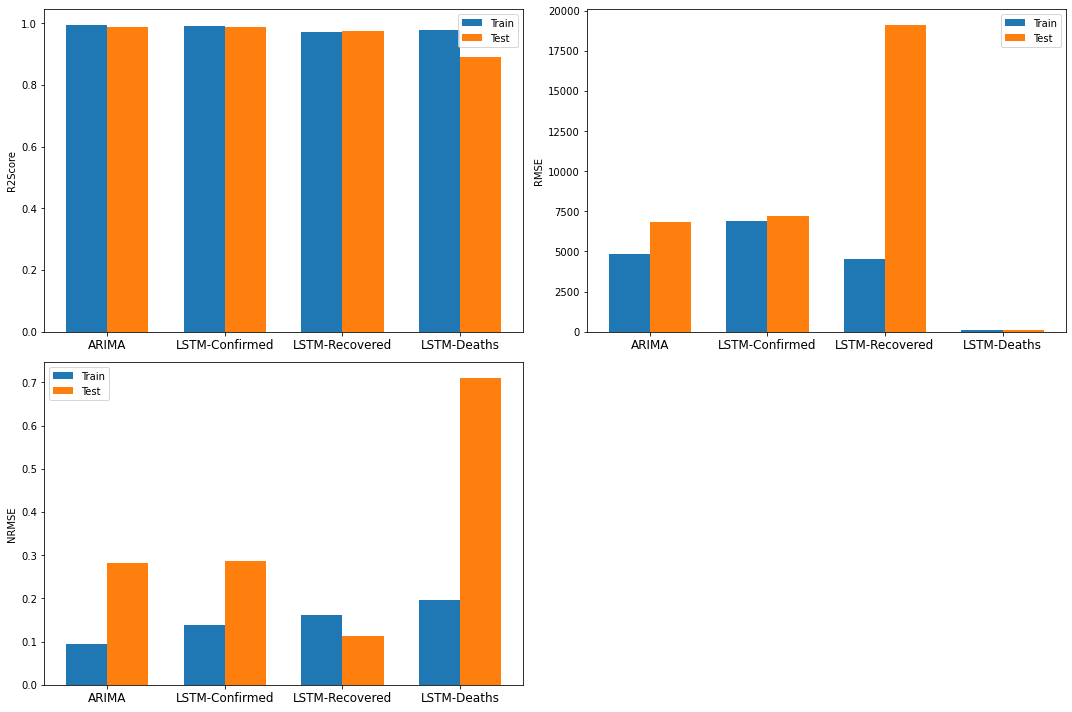 R2Score
1.0
0.8
0.6
0.4
0.2
0.0
Train
Test
ARIMA LSTM-Confirmed LSTM-Recovered LSTM-Deaths
RMSE
20000
17500
15000
12500
10000
7500
5000
2500
0
Train
Test
ARIMA LSTM-Confirmed LSTM-Recovered LSTM-Deaths
NRMSE
0.7
0.6
0.5
0.4
0.3
0.2
0.1
0.0
Train
Test
ARIMA LSTM-Confirmed LSTM-Recovered LSTM-Deaths